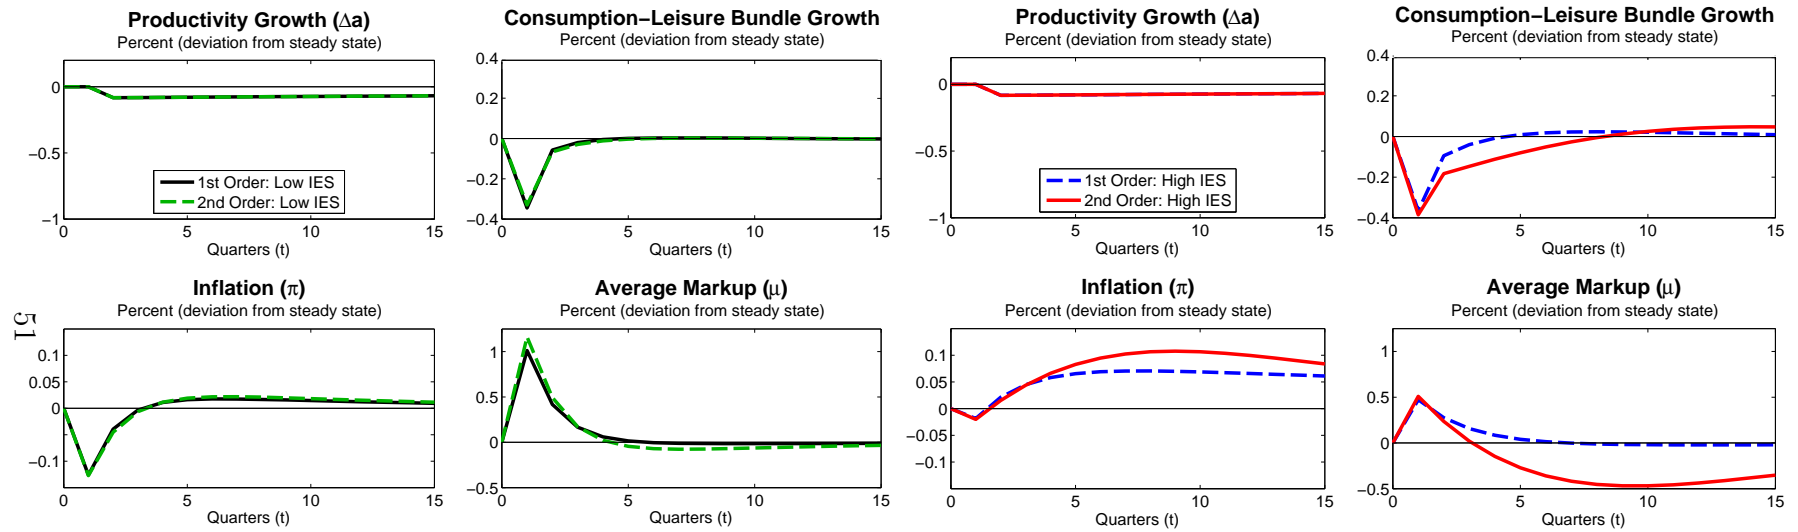 Productivity Growth (Δa)
Percent (deviation from steady state)
0
−0.5
−1
1st Order: Low IES
2nd Order: Low IES
0 5 10 15
Quarters (t)
Consumption−Leisure Bundle Growth
Percent (deviation from steady state)
0.4
0.2
0
−0.2
−0.4
0 5 10 15
Quarters (t)
Productivity Growth (Δa)
Percent (deviation from steady state)
0
−0.5
−1
1st Order: High IES
2nd Order: High IES
0 5 10 15
Quarters (t)
Consumption−Leisure Bundle Growth
Percent (deviation from steady state)
0.4
0.2
0
−0.2
−0.4
0 5 10 15
Quarters (t)
51
Inflation (π)
Percent (deviation from steady state)
0.1
0.05
0
−0.1
0 5 10 15
Quarters (t)
Average Markup (μ)
Percent (deviation from steady state)
1
0.5
0
−0.5
0 5 10 15
Quarters (t)
Inflation (π)
Percent (deviation from steady state)
0.1
0.05
0
−0.05
−0.1
0 5 10 15
Quarters (t)
Average Markup (μ)
Percent (deviation from steady state)
1
0.5
0
−0.5
0 5 10 15
Quarters (t)